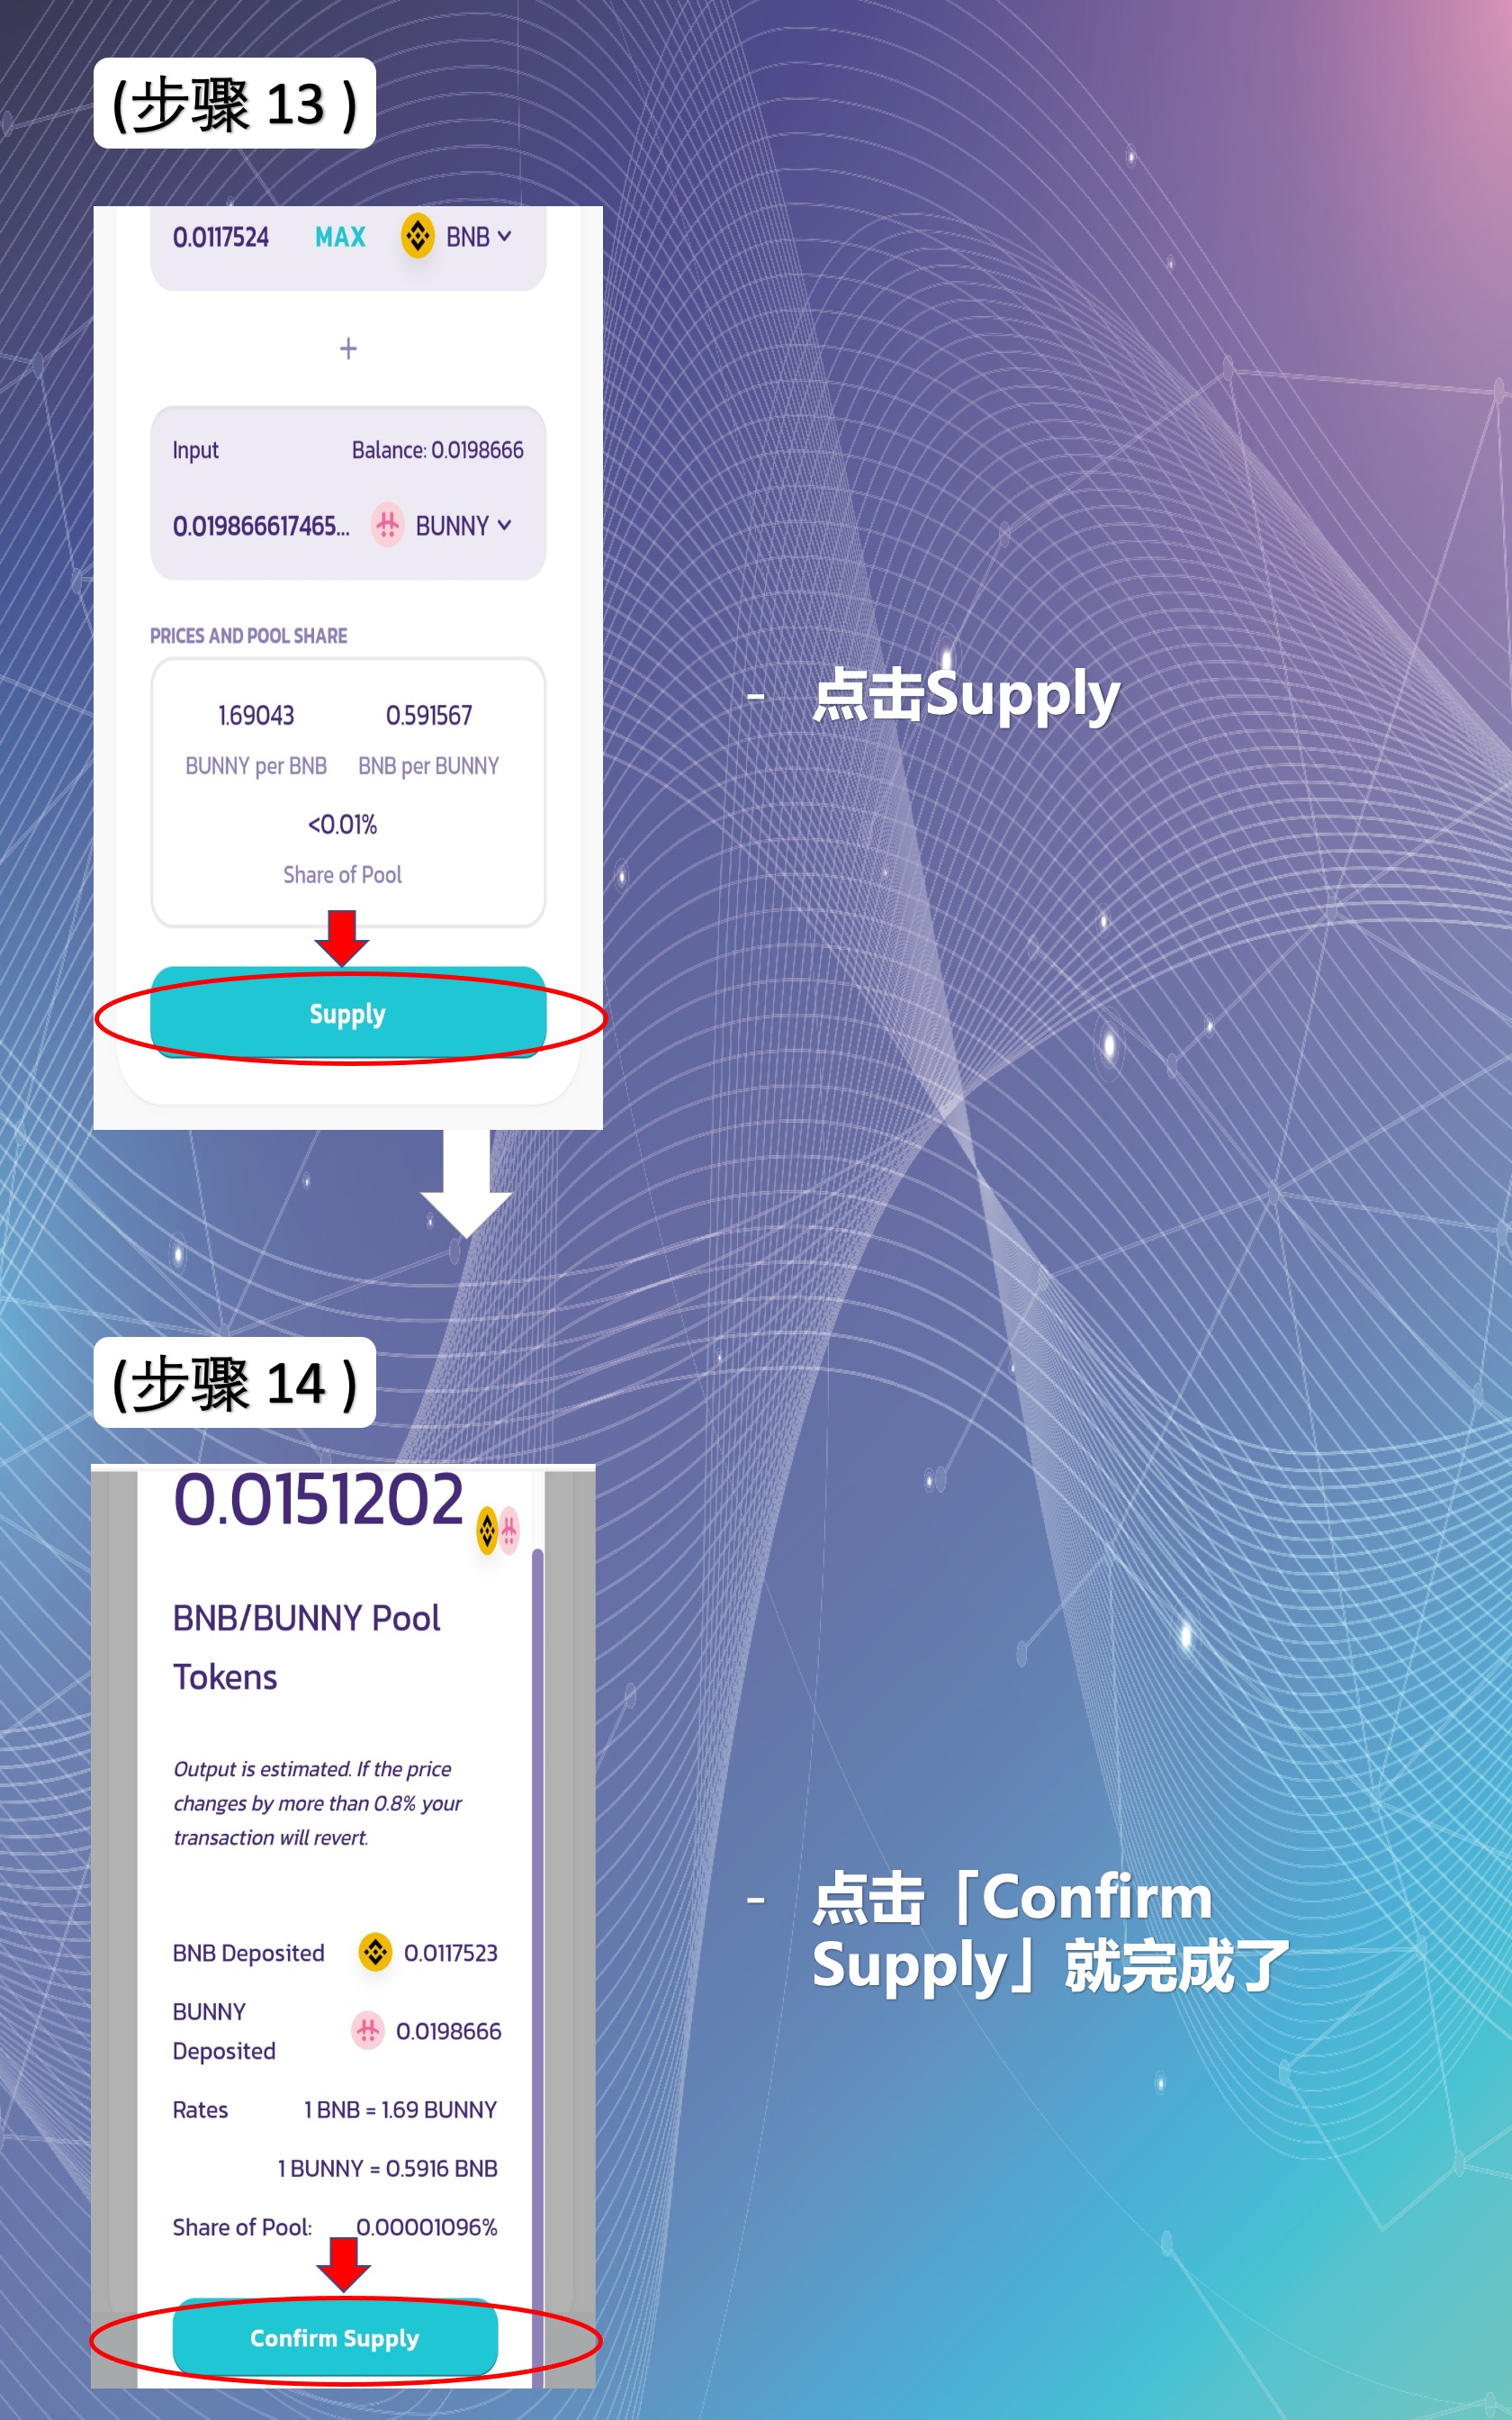 (步骤 13 )
0.0117524 MAX BNB
+
Input Balance: 0.0198666
0.019866617465... BUNNY
PRICES AND POOL SHARE
1.69043 0.591567
BUNNY per BNB BNB per BUNNY
<0.01%
Share of Pool
Supply
- 点击Supply
(步骤 14 )
0.0151202
BNB/BUNNY Pool
Tokens
Output is estimated. If the price
changes by more than 0.8% your
transaction will revert.
BNB Deposited 0.0117523
BUNNY
Deposited 0.0198666
Rates 1 BNB = 1.69 BUNNY
1 BUNNY = 0.5916 BNB
Share of Pool: 0.00001096%
Confirm Supply
- 点击「Confirm
Supply」就完成了